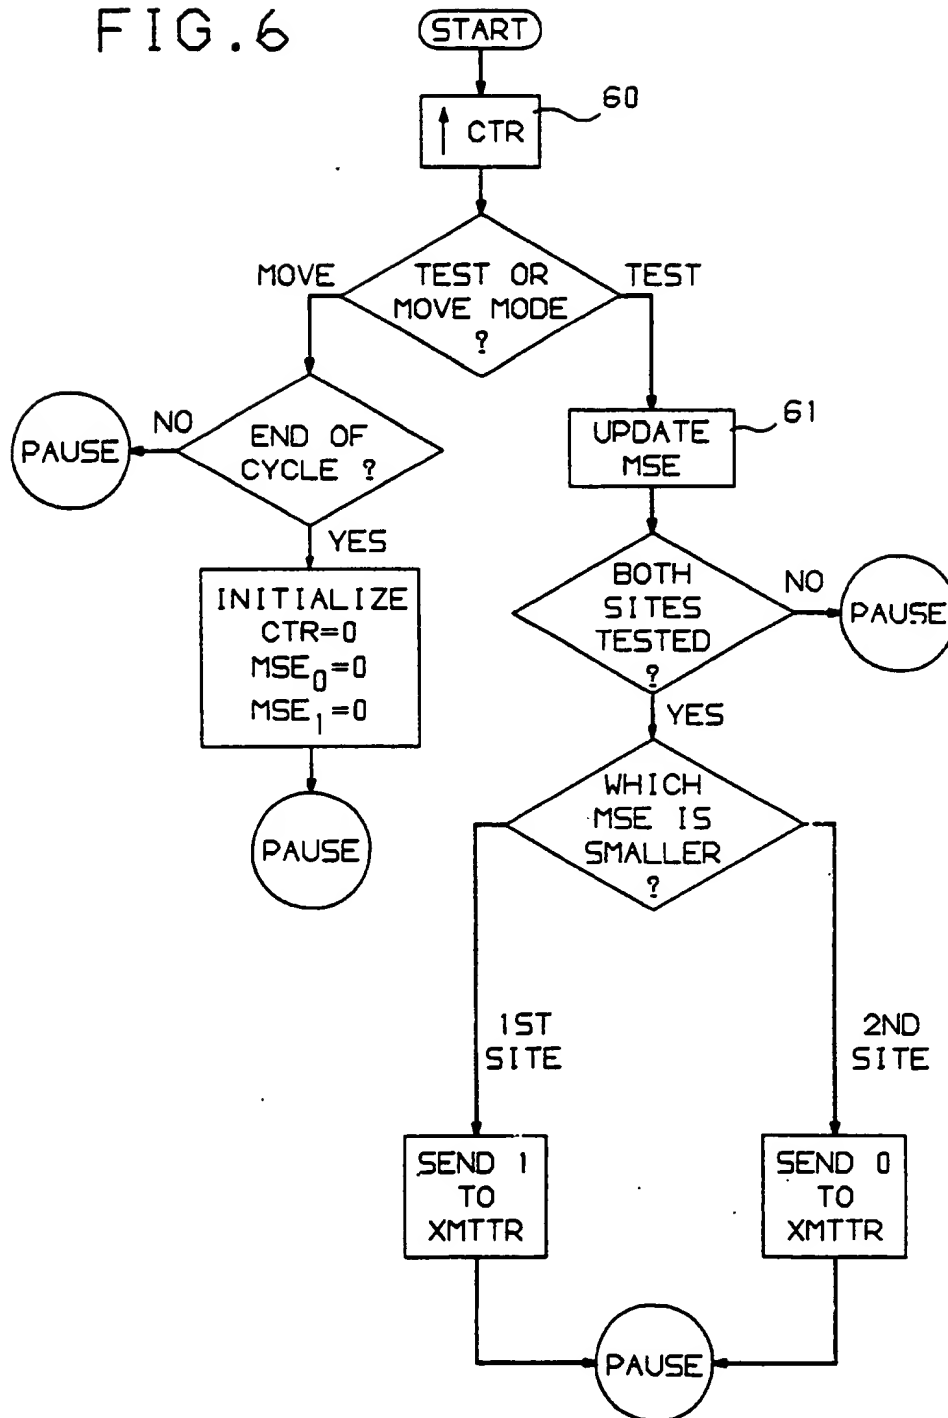 FIG.6
START
↑ CTR
60
TEST OR
MOVE MODE
?
MOVE
TEST
END OF
CYCLE ?
NO
PAUSE
YES
INITIALIZE
CTR=0
MSE₀=0
MSE₁=0
PAUSE
UPDATE
MSE
61
BOTH
SITES
TESTED
?
NO
PAUSE
YES
WHICH
MSE IS
SMALLER
?
1ST
SITE
2ND
SITE
SEND 1
TO
XMTTR
SEND 0
TO
XMTTR
PAUSE